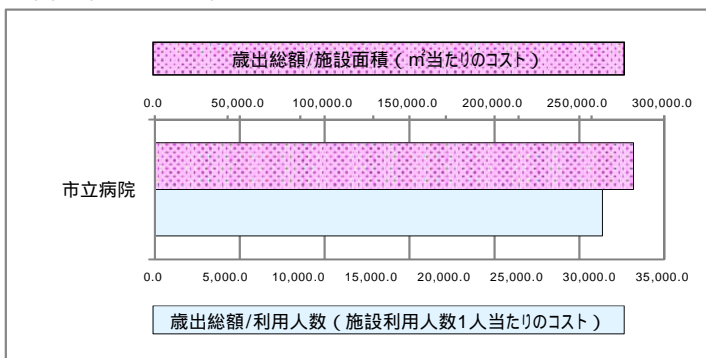 歳出総額/施設面積（㎡当たりのコスト）
0.0 50,000.0 100,000.0 150,000.0 200,000.0 250,000.0 300,000.0
市立病院
0.0 5,000.0 10,000.0 15,000.0 20,000.0 25,000.0 30,000.0 35,000.0
歳出総額/利用人数（施設利用人数1人当たりのコスト）